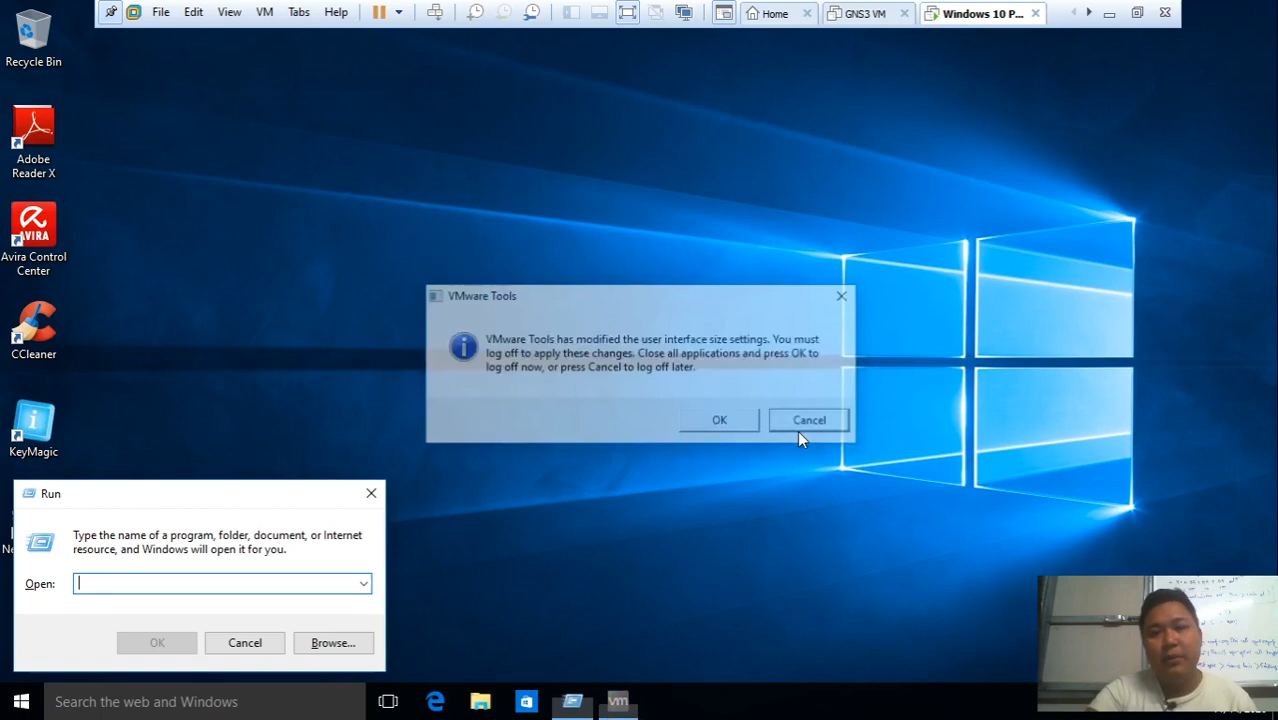 File Edit View VM Tabs Help Home GNS3 VM Windows 10 P...
Recycle Bin
Adobe
Reader X
AVIRA
Avira Control
Center
CCleaner
KeyMagic
VMware Tools
VMware Tools has modified the user interface size settings. You must
log off to apply these changes. Close all applications and press OK to
log off now, or press Cancel to log off later.
OK Cancel
Run
Type the name of a program, folder, document, or Internet
resource, and Windows will open it for you.
Open:
OK Cancel Browse...
Search the web and Windows
vm